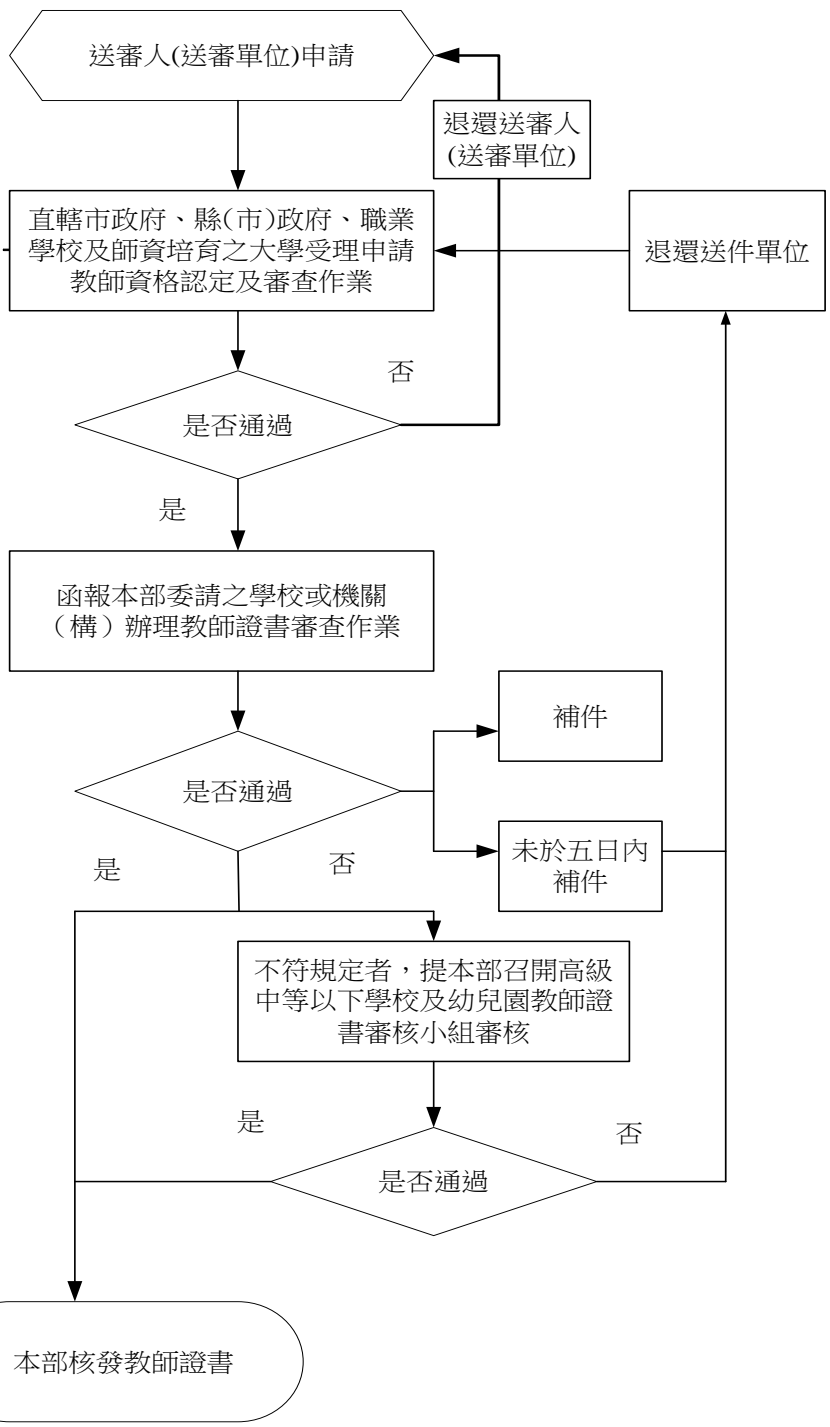 送審人(送審單位)申請
退還送審人
(送審單位)
直轄市政府、縣(市)政府、職業
學校及師資培育之大學受理申請
教師資格認定及審查作業
退還送件單位
否
是否通過
是
函報本部委請之學校或機關
（構）辦理教師證書審查作業
補件
是否通過
未於五日內
補件
是
否
不符規定者，提本部召開高級
中等以下學校及幼兒園教師證
書審核小組審核
是
否
是否通過
本部核發教師證書